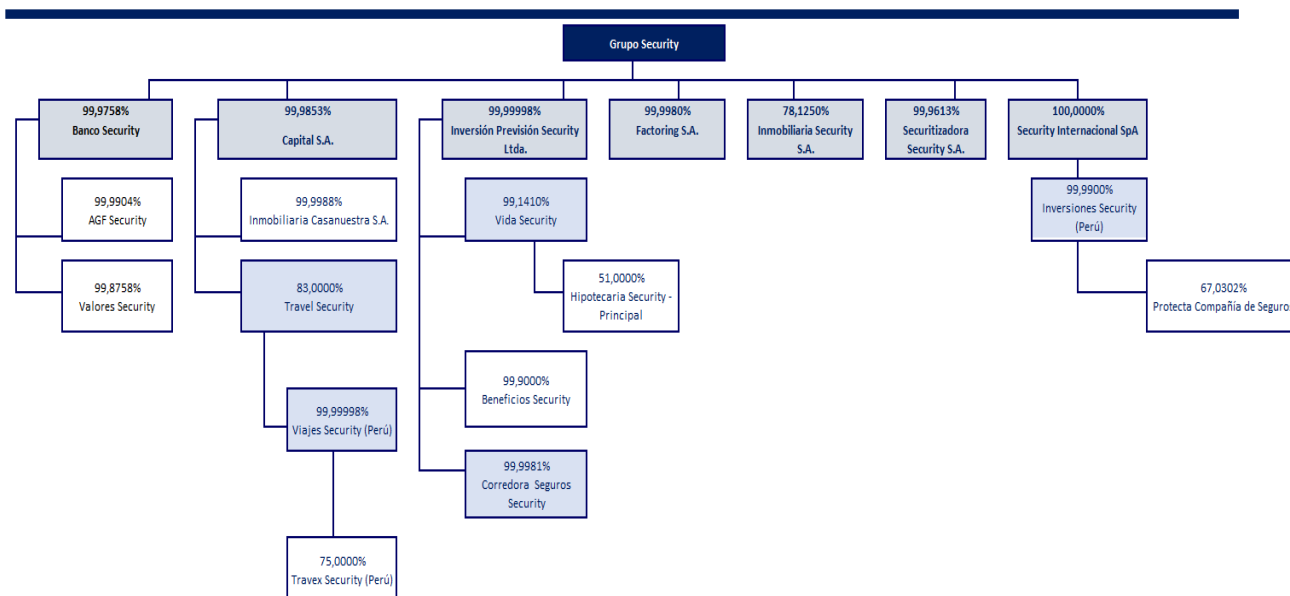 Grupo Security
99,9758%
Banco Security
99,9853%
Capital S.A.
99,99998%
Inversión Previsión Security
Ltda.
99,9980%
Factoring S.A.
78,1250%
Inmobiliaria Security
S.A.
99,9613%
Securitizadora
Security S.A.
100,0000%
Security Internacional SpA
99,9904%
AGF Security
99,9988%
Inmobiliaria Casanuestra S.A.
99,1410%
Vida Security
99,9900%
Inversiones Security
(Perú)
99,8758%
Valores Security
83,0000%
Travel Security
51,0000%
Hipotecaria Security -
Principal
67,0302%
Protecta Compañía de Seguros
99,99998%
Viajes Security (Perú)
99,9000%
Beneficios Security
99,9981%
Corredora Seguros
Security
75,0000%
Travex Security (Perú)